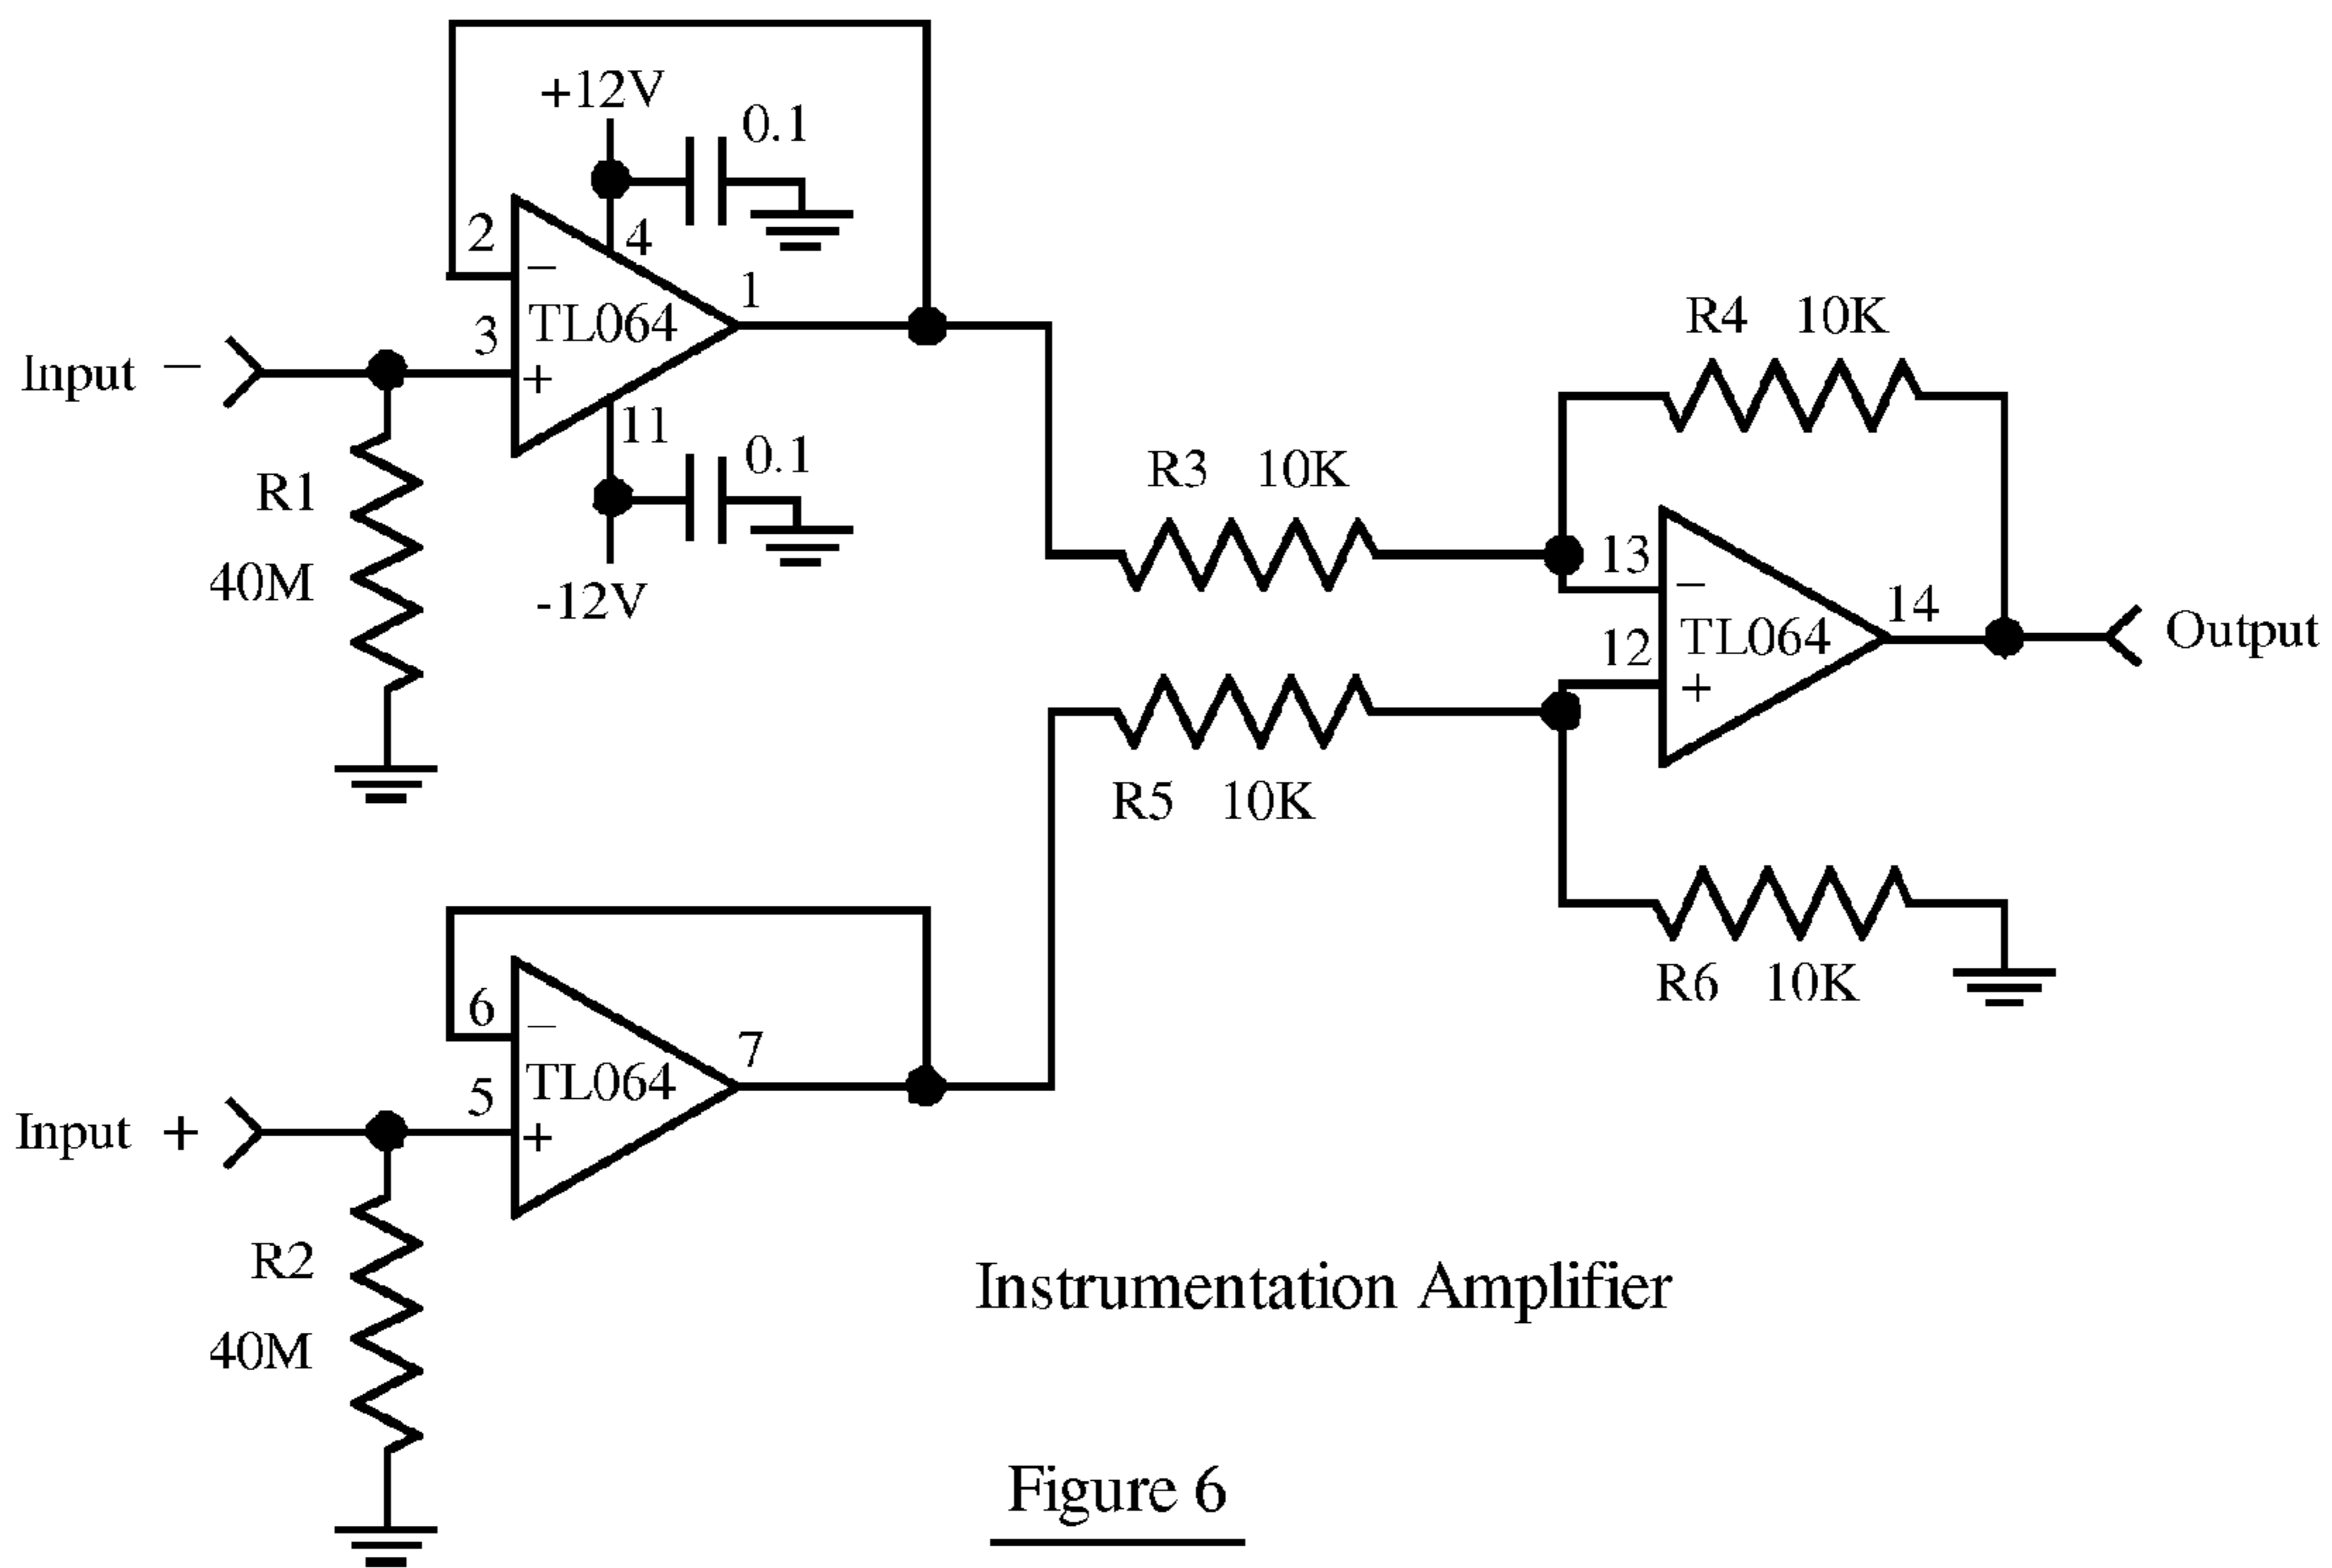 +12V
0.1
2
4
−
TL064
1
3
+
Input −
11
0.1
-12V
R1
40M
R4 10K
R3 10K
13
−
TL064
14
12
+
Output
R5 10K
R6 10K
6
−
TL064
7
5
+
Input +
R2
40M
Instrumentation Amplifier
Figure 6